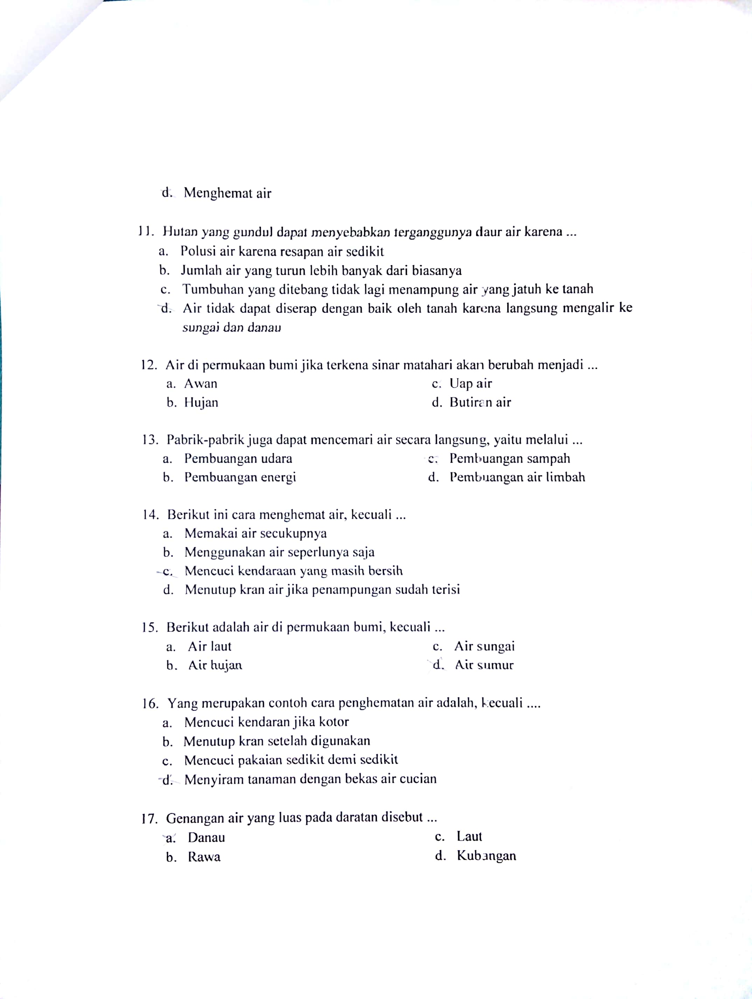 d. Menghemat air
11. Hutan yang gundul dapat menyebabkan terganggunya daur air karena ...
a. Polusi air karena resapan air sedikit
b. Jumlah air yang turun lebih banyak dari biasanya
c. Tumbuhan yang ditebang tidak lagi menampung air yang jatuh ke tanah
d. Air tidak dapat diserap dengan baik oleh tanah karena langsung mengalir ke
sungai dan danau
12. Air di permukaan bumi jika terkena sinar matahari akan berubah menjadi ...
a. Awan c. Uap air
b. Hujan d. Butiran air
13. Pabrik-pabrik juga dapat mencemari air secara langsung, yaitu melalui ...
a. Pembuangan udara c. Pembuangan sampah
b. Pembuangan energi d. Pembuangan air limbah
14. Berikut ini cara menghemat air, kecuali ...
a. Memakai air secukupnya
b. Menggunakan air seperlunya saja
c. Mencuci kendaraan yang masih bersih
d. Menutup kran air jika penampungan sudah terisi
15. Berikut adalah air di permukaan bumi, kecuali ...
a. Air laut c. Air sungai
b. Air hujan d. Air sumur
16. Yang merupakan contoh cara penghematan air adalah, kecuali ....
a. Mencuci kendaran jika kotor
b. Menutup kran setelah digunakan
c. Mencuci pakaian sedikit demi sedikit
d. Menyiram tanaman dengan bekas air cucian
17. Genangan air yang luas pada daratan disebut ...
a. Danau c. Laut
b. Rawa d. Kubangan